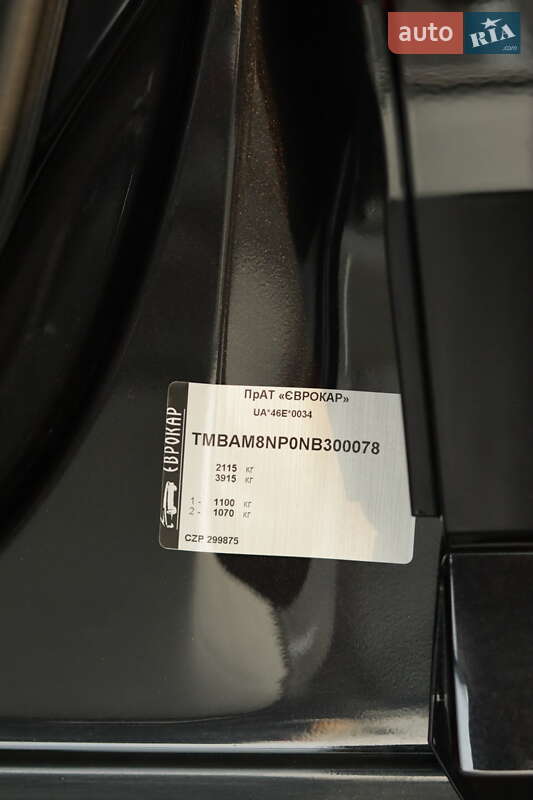 auto RIA .com
ПрАТ «ЄВРОКАР»
UA*46E*0034
TMBAM8NP0NB300078
2115 кг
3915 кг
1 - 1100 кг
2 - 1070 кг
CZP 299875
ЄВРОКАР